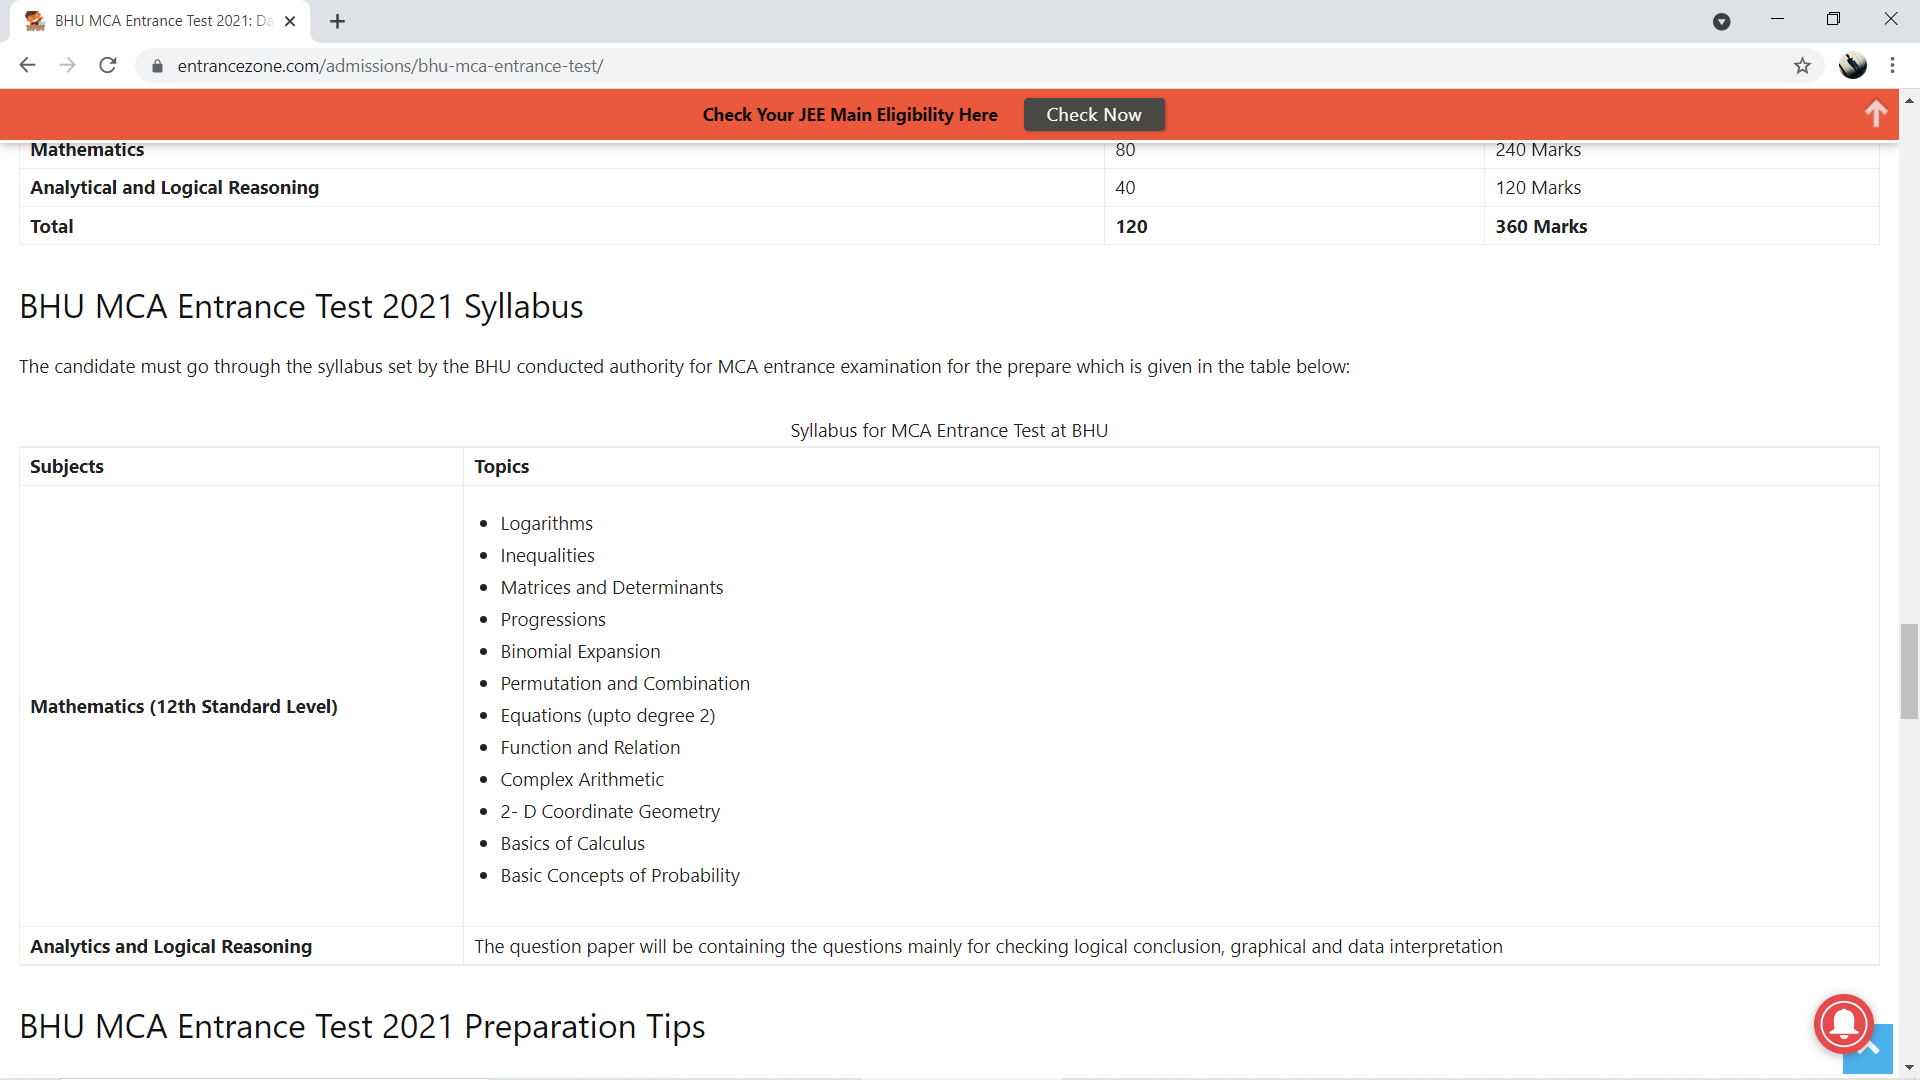 BHU MCA Entrance Test 2021: Da
entrancezone.com/admissions/bhu-mca-entrance-test/
Check Your JEE Main Eligibility Here Check Now
Mathematics 80 240 Marks
Analytical and Logical Reasoning 40 120 Marks
Total 120 360 Marks
BHU MCA Entrance Test 2021 Syllabus
The candidate must go through the syllabus set by the BHU conducted authority for MCA entrance examination for the prepare which is given in the table below:
Syllabus for MCA Entrance Test at BHU
Subjects Topics
Logarithms
Inequalities
Matrices and Determinants
Progressions
Binomial Expansion
Permutation and Combination
Mathematics (12th Standard Level)
Equations (upto degree 2)
Function and Relation
Complex Arithmetic
2- D Coordinate Geometry
Basics of Calculus
Basic Concepts of Probability
Analytics and Logical Reasoning The question paper will be containing the questions mainly for checking logical conclusion, graphical and data interpretation
BHU MCA Entrance Test 2021 Preparation Tips